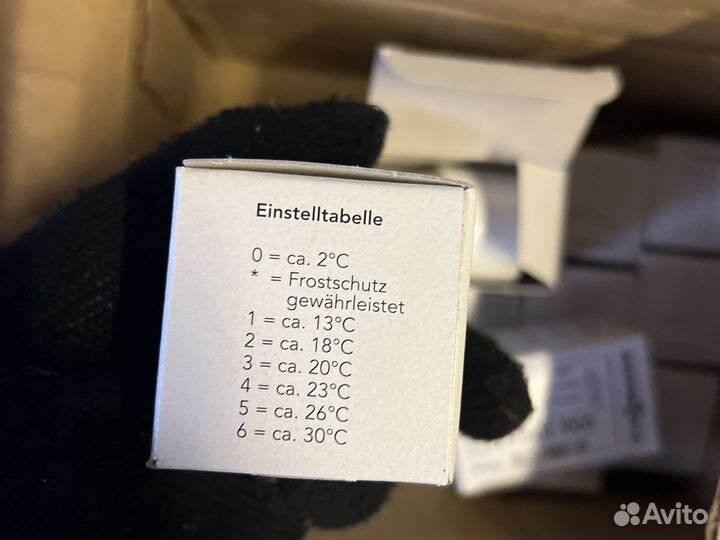 Einstelltabelle
0 = ca. 2°C
* = Frostschutz
gewährleistet
1 = ca. 13°C
2 = ca. 18°C
3 = ca. 20°C
4 = ca. 23°C
5 = ca. 26°C
6 = ca. 30°C
Avito